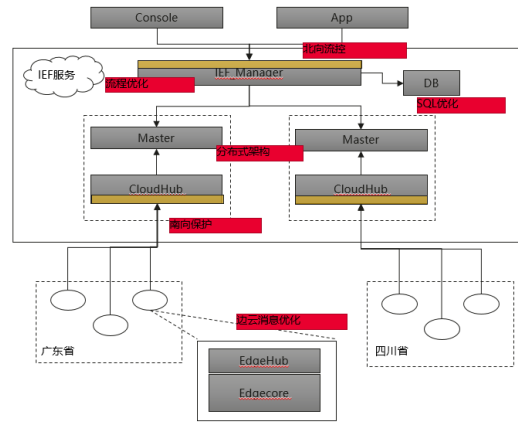 Console
App
北向流控
IEF服务
IEF_Manager
流程优化
DB
SQL优化
Master
Master
分布式架构
CloudHub
CloudHub
南向保护
边云消息优化
广东省
四川省
EdgeHub
Edgecore